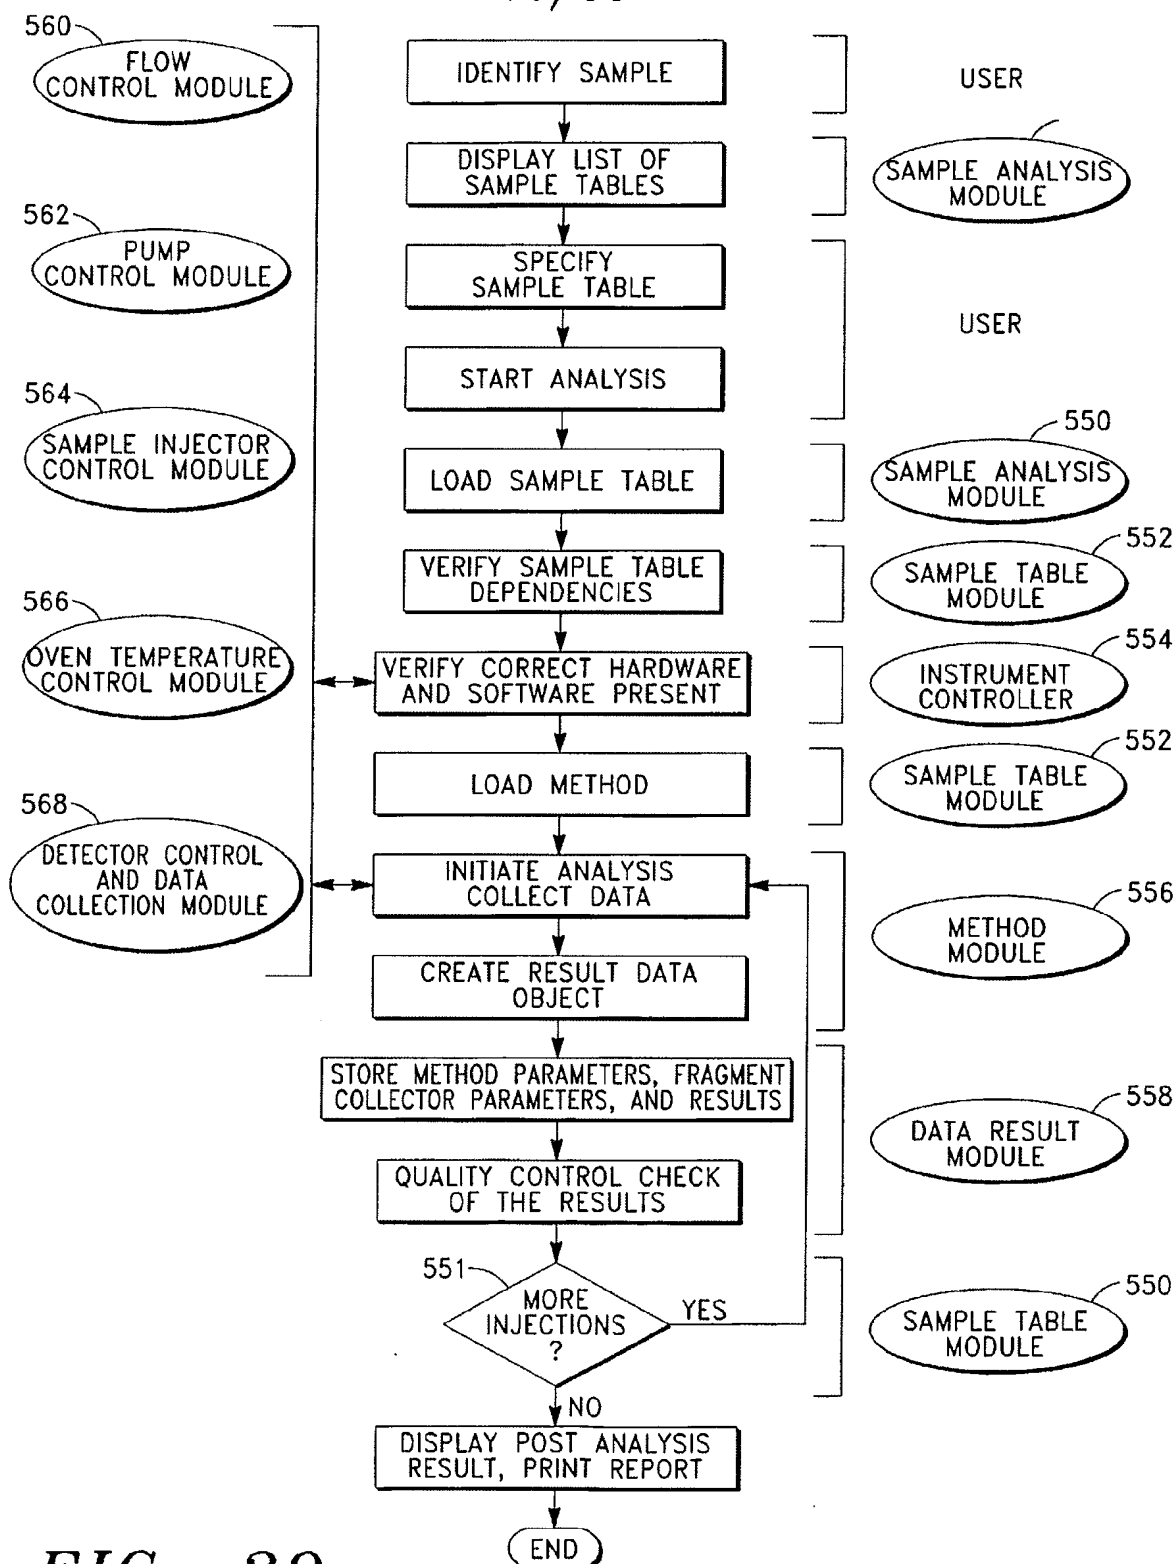 560
FLOW
CONTROL MODULE
562
PUMP
CONTROL MODULE
564
SAMPLE INJECTOR
CONTROL MODULE
566
OVEN TEMPERATURE
CONTROL MODULE
568
DETECTOR CONTROL
AND DATA
COLLECTION MODULE
IDENTIFY SAMPLE
DISPLAY LIST OF
SAMPLE TABLES
SPECIFY
SAMPLE TABLE
START ANALYSIS
LOAD SAMPLE TABLE
VERIFY SAMPLE TABLE
DEPENDENCIES
VERIFY CORRECT HARDWARE
AND SOFTWARE PRESENT
LOAD METHOD
INITIATE ANALYSIS
COLLECT DATA
CREATE RESULT DATA
OBJECT
STORE METHOD PARAMETERS, FRAGMENT
COLLECTOR PARAMETERS, AND RESULTS
QUALITY CONTROL CHECK
OF THE RESULTS
551
MORE
INJECTIONS
?
YES
NO
DISPLAY POST ANALYSIS
RESULT, PRINT REPORT
END
USER
SAMPLE ANALYSIS
MODULE
USER
550
SAMPLE ANALYSIS
MODULE
552
SAMPLE TABLE
MODULE
554
INSTRUMENT
CONTROLLER
552
SAMPLE TABLE
MODULE
556
METHOD
MODULE
558
DATA RESULT
MODULE
550
SAMPLE TABLE
MODULE